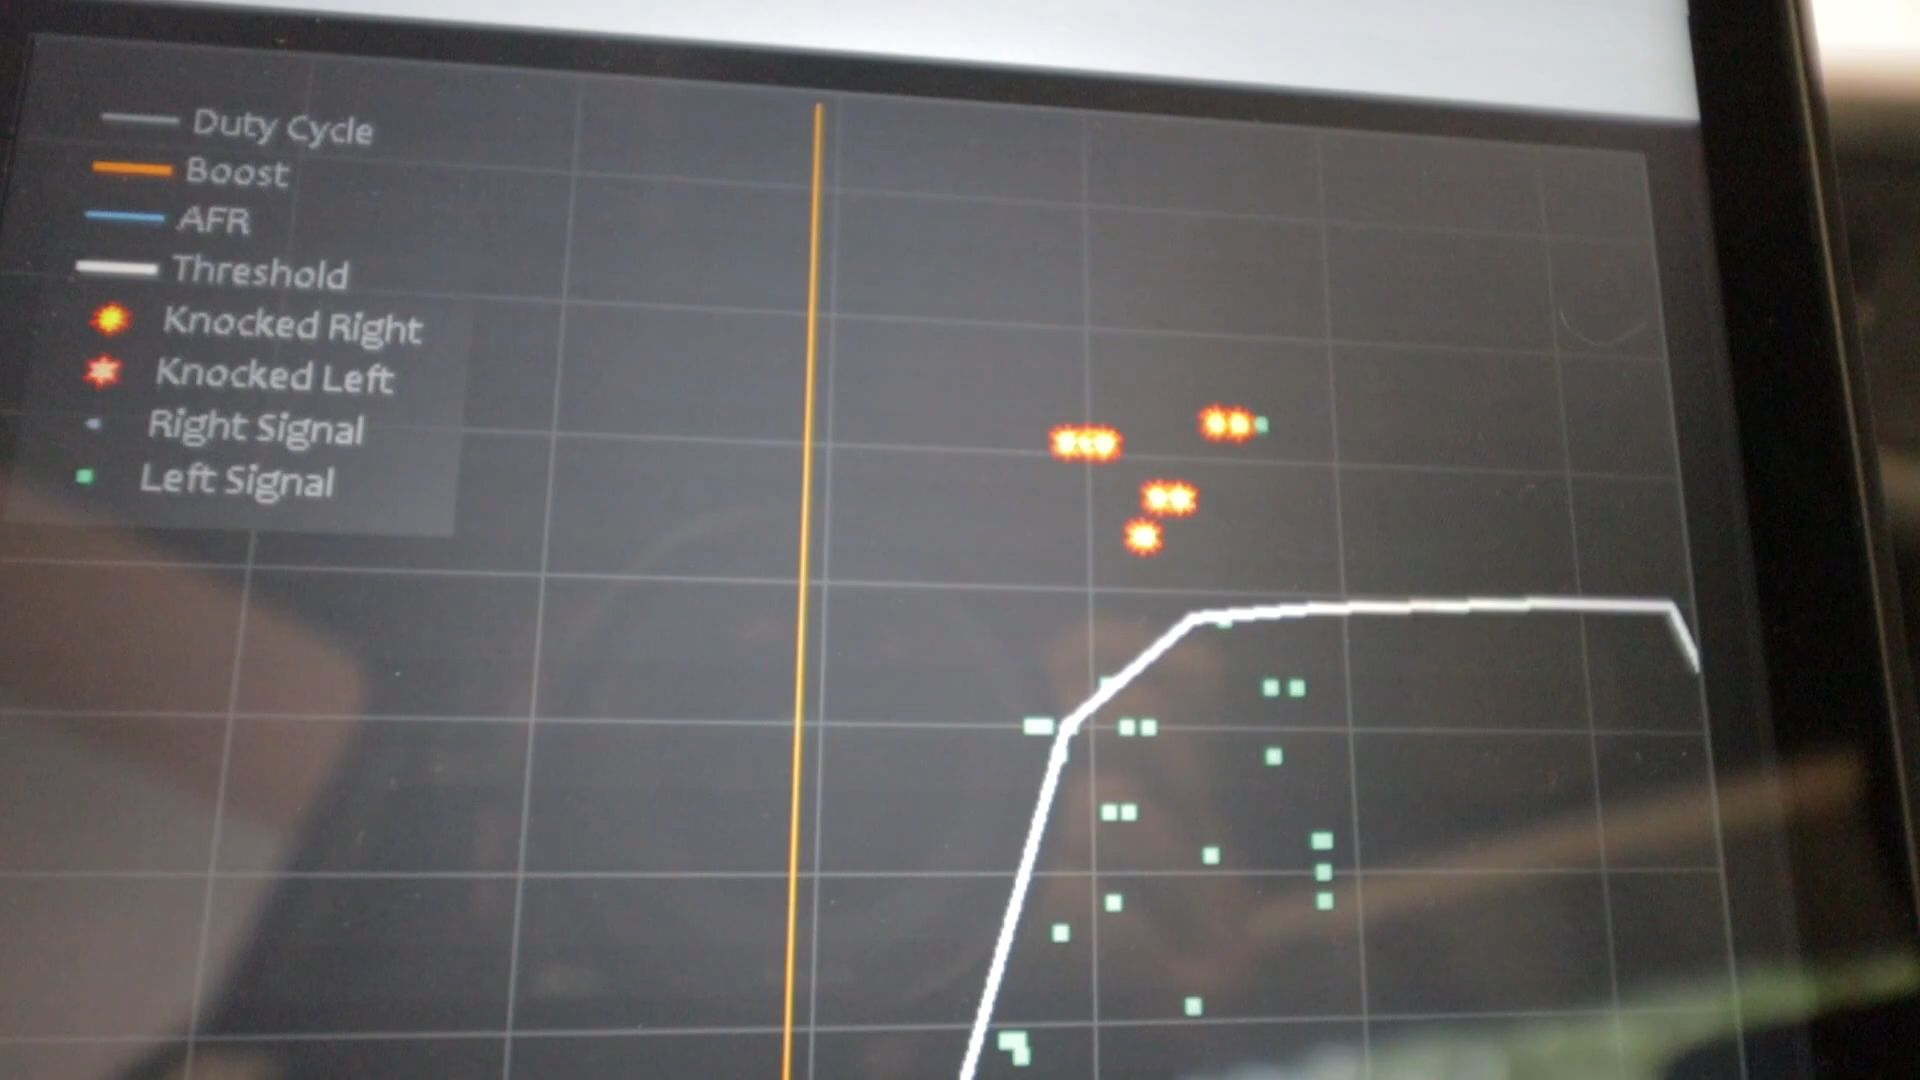 Duty Cycle
Boost
AFR
Threshold
Knocked Right
Knocked Left
Right Signal
Left Signal